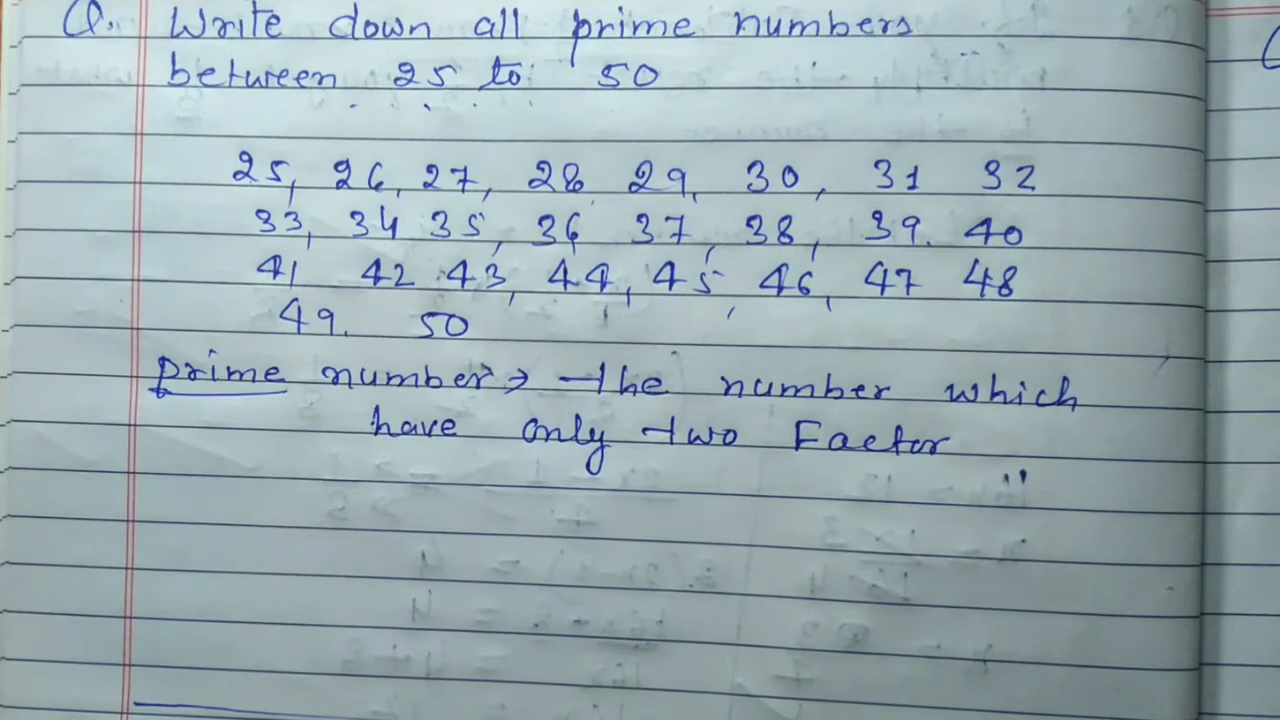 Q. Write down all prime numbers
between 25 to 50
25, 26, 27, 28 29, 30, 31 32
33, 34 35, 36 37, 38, 39. 40
41 42 43, 44, 45, 46, 47 48
49. 50
prime number → the number which
have only two Factor